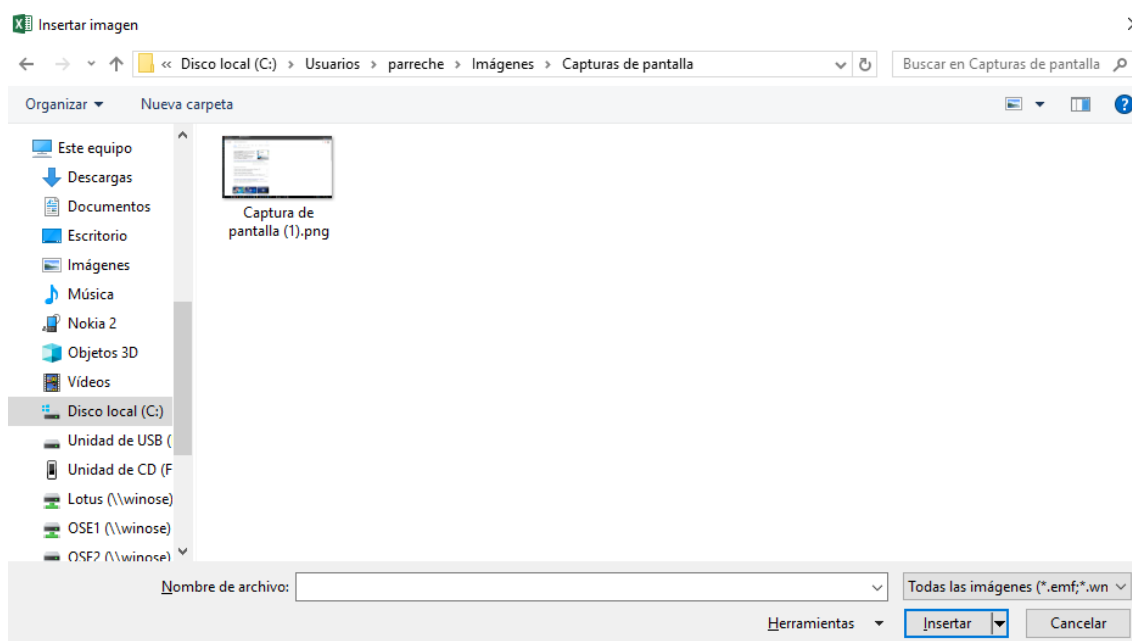 Insertar imagen
« Disco local (C:) > Usuarios > parreche > Imágenes > Capturas de pantalla
Buscar en Capturas de pantalla
Organizar
Nueva carpeta
Este equipo
Descargas
Documentos
Escritorio
Imágenes
Música
Nokia 2
Objetos 3D
Vídeos
Disco local (C:)
Unidad de USB (
Unidad de CD (F
Lotus (\\winose)
OSE1 (\\winose)
OSE2 (\\winose)
Captura de
pantalla (1).png
Nombre de archivo:
Todas las imágenes (*.emf;*.wn
Herramientas
Insertar
Cancelar